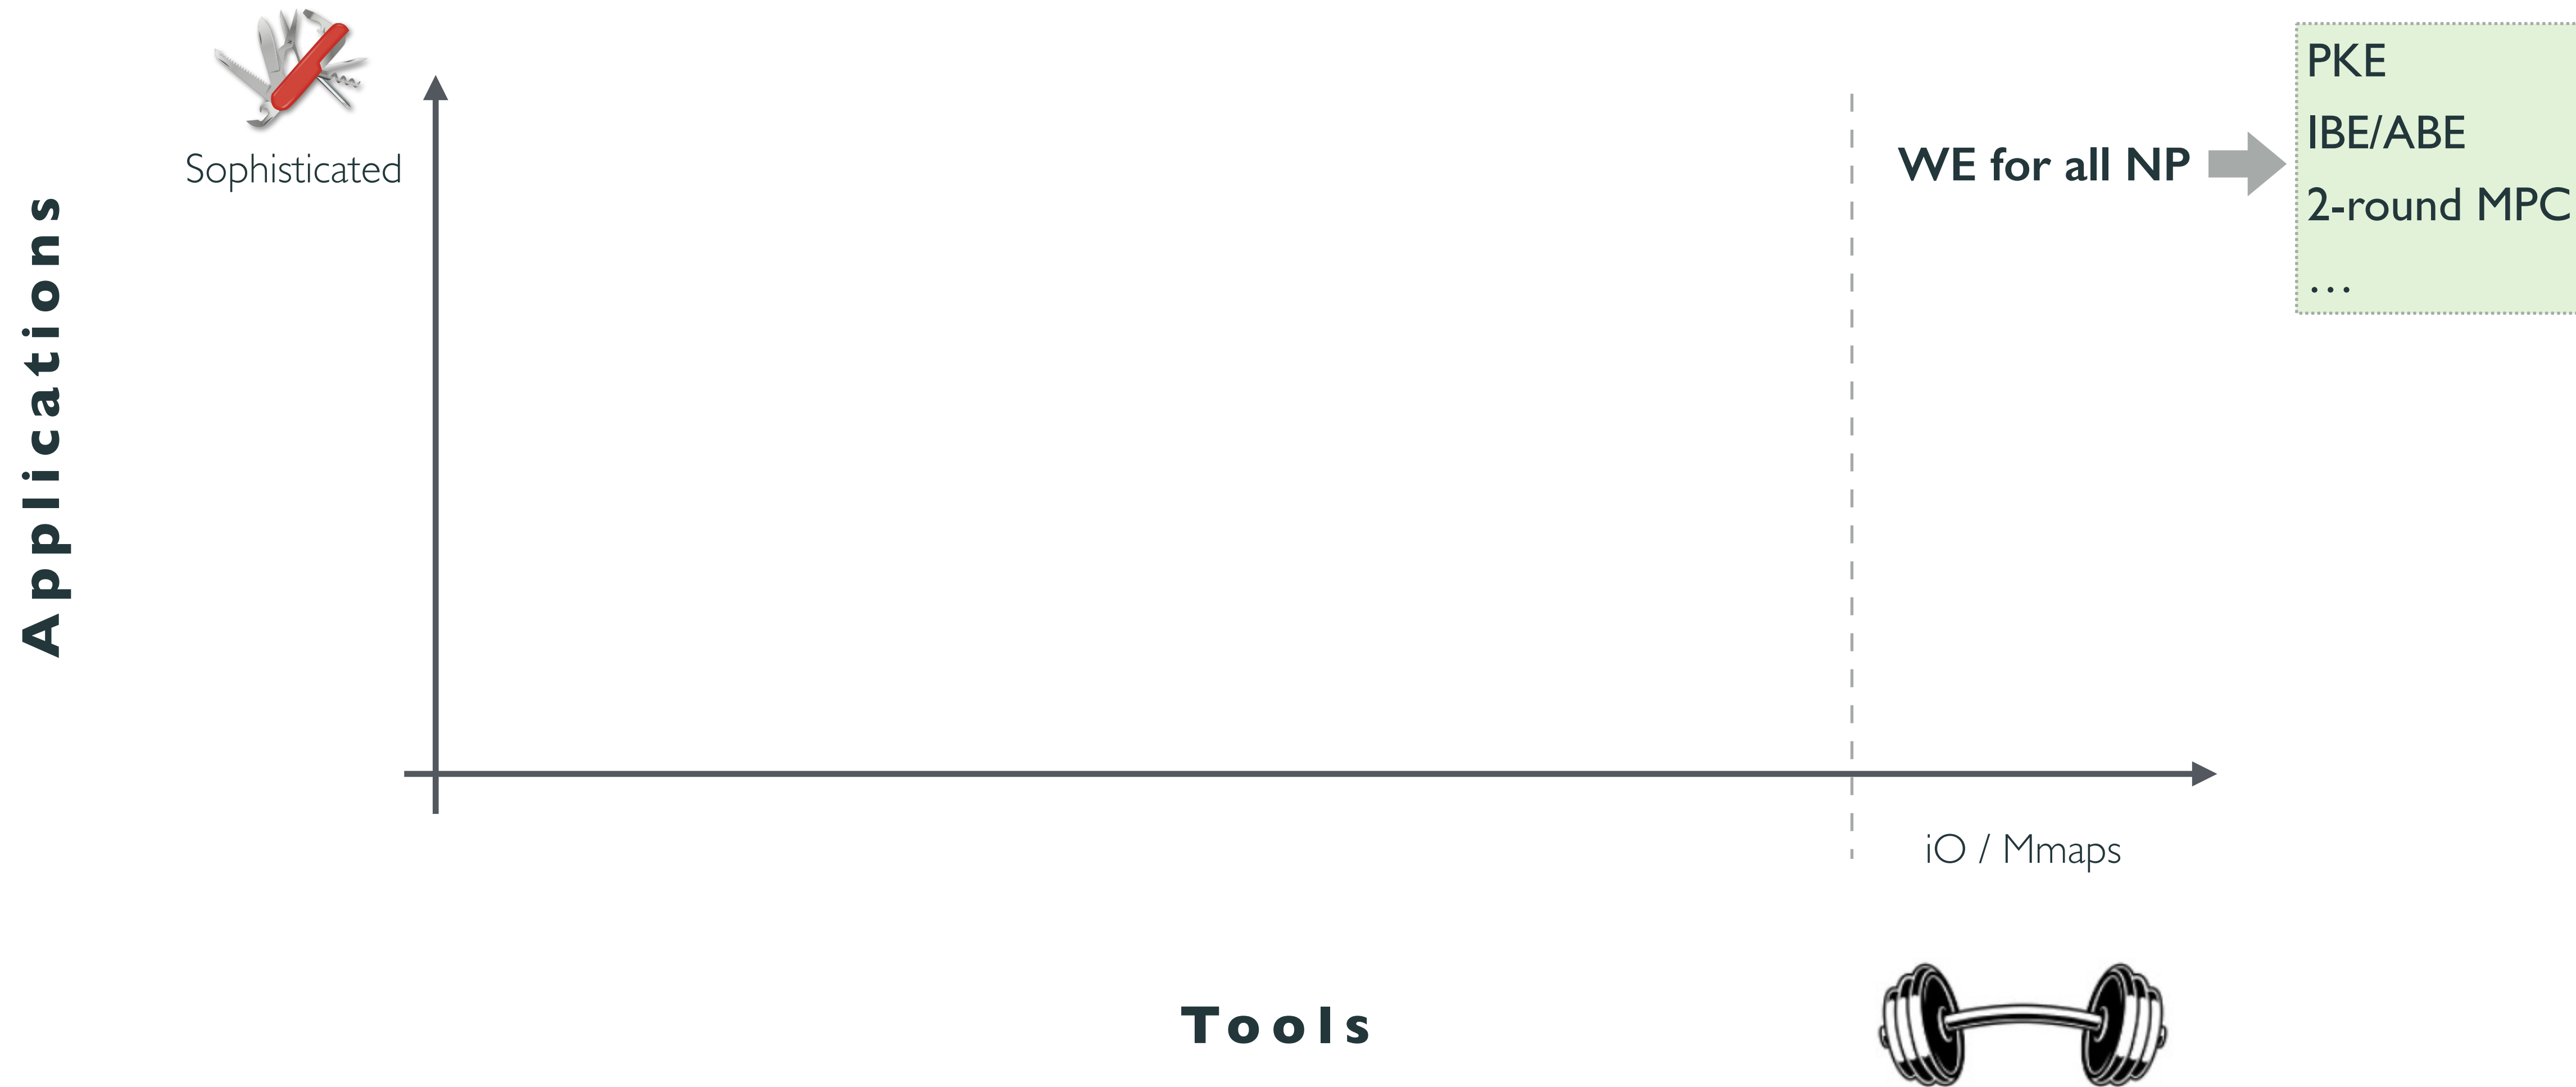 Sophisticated
Applications
WE for all NP
PKE
IBE/ABE
2-round MPC
…
iO / Mmaps
Tools